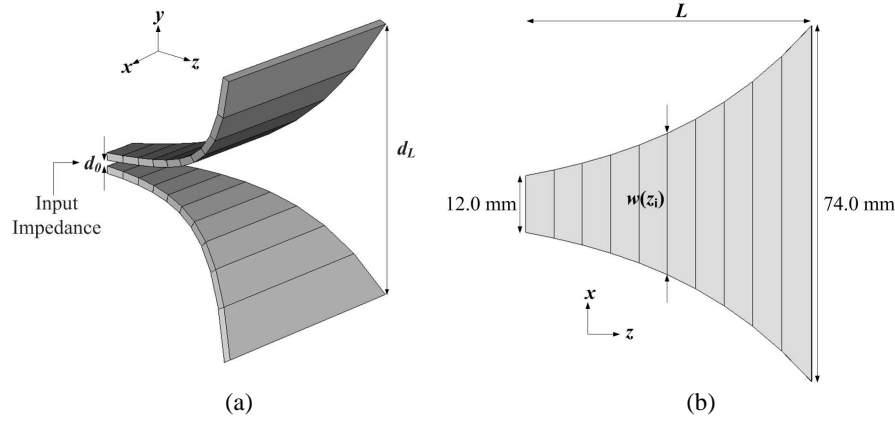 y
x
z
d0
dL
Input
Impedance
(a)
L
12.0 mm
w(zi)
74.0 mm
x
z
(b)